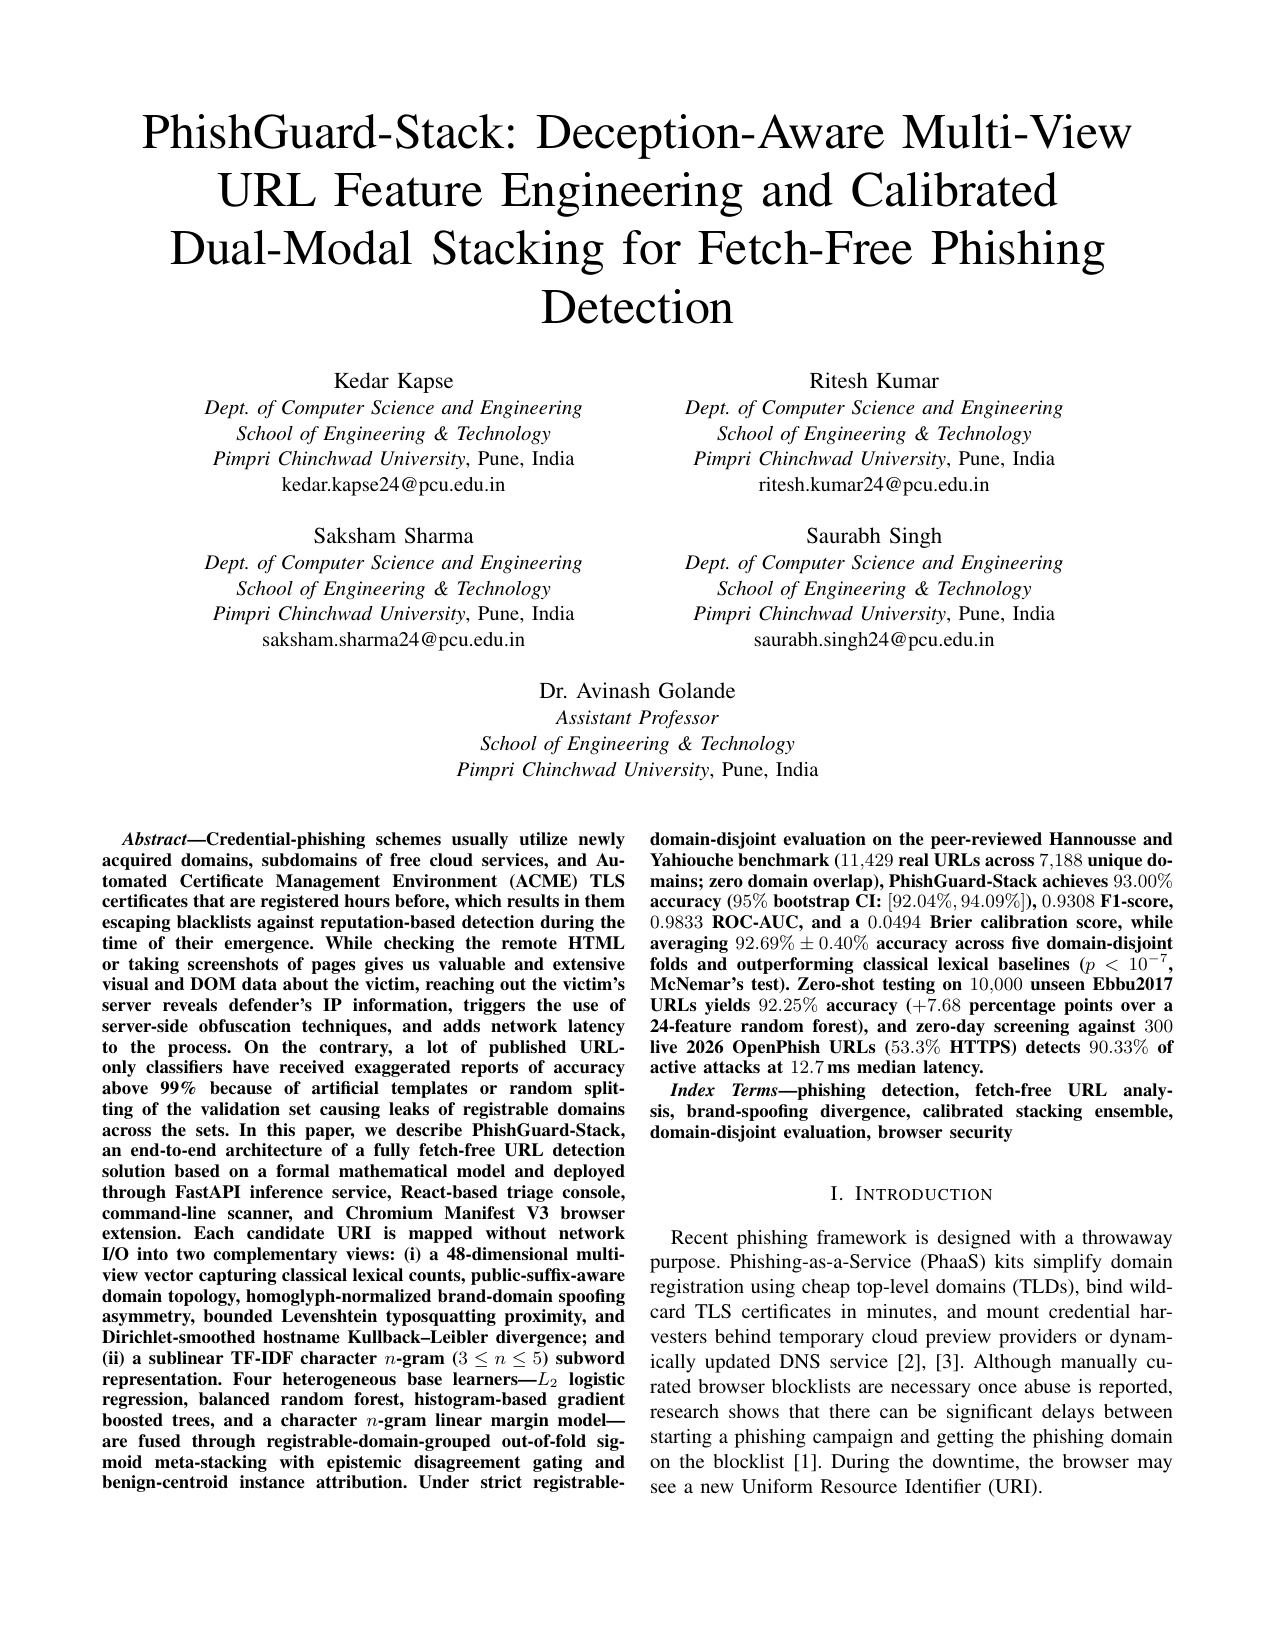 PhishGuard-Stack: Deception-Aware Multi-View
URL Feature Engineering and Calibrated
Dual-Modal Stacking for Fetch-Free Phishing
Detection
Kedar Kapse
Dept. of Computer Science and Engineering
School of Engineering & Technology
Pimpri Chinchwad University, Pune, India
kedar.kapse24@pcu.edu.in
Ritesh Kumar
Dept. of Computer Science and Engineering
School of Engineering & Technology
Pimpri Chinchwad University, Pune, India
ritesh.kumar24@pcu.edu.in
Saksham Sharma
Dept. of Computer Science and Engineering
School of Engineering & Technology
Pimpri Chinchwad University, Pune, India
saksham.sharma24@pcu.edu.in
Saurabh Singh
Dept. of Computer Science and Engineering
School of Engineering & Technology
Pimpri Chinchwad University, Pune, India
saurabh.singh24@pcu.edu.in
Dr. Avinash Golande
Assistant Professor
School of Engineering & Technology
Pimpri Chinchwad University, Pune, India
Abstract—Credential-phishing schemes usually utilize newly
acquired domains, subdomains of free cloud services, and Au-
tomated Certificate Management Environment (ACME) TLS
certificates that are registered hours before, which results in them
escaping blacklists against reputation-based detection during the
time of their emergence. While checking the remote HTML
or taking screenshots of pages gives us valuable and extensive
visual and DOM data about the victim, reaching out the victim's
server reveals defender's IP information, triggers the use of
server-side obfuscation techniques, and adds network latency
to the process. On the contrary, a lot of published URL-
only classifiers have received exaggerated reports of accuracy
above 99% because of artificial templates or random split-
ting of the validation set causing leaks of registrable domains
across the sets. In this paper, we describe PhishGuard-Stack,
an end-to-end architecture of a fully fetch-free URL detection
solution based on a formal mathematical model and deployed
through FastAPI inference service, React-based triage console,
command-line scanner, and Chromium Manifest V3 browser
extension. Each candidate URI is mapped without network
I/O into two complementary views: (i) a 48-dimensional multi-
view vector capturing classical lexical counts, public-suffix-aware
domain topology, homoglyph-normalized brand-domain spoofing
asymmetry, bounded Levenshtein typosquatting proximity, and
Dirichlet-smoothed hostname Kullback–Leibler divergence; and
(ii) a sublinear TF-IDF character n-gram (3 ≤ n ≤ 5) subword
representation. Four heterogeneous base learners—L₂ logistic
regression, balanced random forest, histogram-based gradient
boosted trees, and a character n-gram linear margin model—
are fused through registrable-domain-grouped out-of-fold sig-
moid meta-stacking with epistemic disagreement gating and
benign-centroid instance attribution. Under strict registrable-
domain-disjoint evaluation on the peer-reviewed Hannousse and
Yahiouche benchmark (11,429 real URLs across 7,188 unique do-
mains; zero domain overlap), PhishGuard-Stack achieves 93.00%
accuracy (95% bootstrap CI: [92.04%, 94.09%]), 0.9308 F1-score,
0.9833 ROC-AUC, and a 0.0494 Brier calibration score, while
averaging 92.69% ± 0.40% accuracy across five domain-disjoint
folds and outperforming classical lexical baselines (p < 10⁻⁷,
McNemar's test). Zero-shot testing on 10,000 unseen Ebbu2017
URLs yields 92.25% accuracy (+7.68 percentage points over a
24-feature random forest), and zero-day screening against 300
live 2026 OpenPhish URLs (53.3% HTTPS) detects 90.33% of
active attacks at 12.7 ms median latency.
Index Terms—phishing detection, fetch-free URL analy-
sis, brand-spoofing divergence, calibrated stacking ensemble,
domain-disjoint evaluation, browser security
I. INTRODUCTION
Recent phishing framework is designed with a throwaway
purpose. Phishing-as-a-Service (PhaaS) kits simplify domain
registration using cheap top-level domains (TLDs), bind wild-
card TLS certificates in minutes, and mount credential har-
vesters behind temporary cloud preview providers or dynam-
ically updated DNS service [2], [3]. Although manually cu-
rated browser blocklists are necessary once abuse is reported,
research shows that there can be significant delays between
starting a phishing campaign and getting the phishing domain
on the blocklist [1]. During the downtime, the browser may
see a new Uniform Resource Identifier (URI).